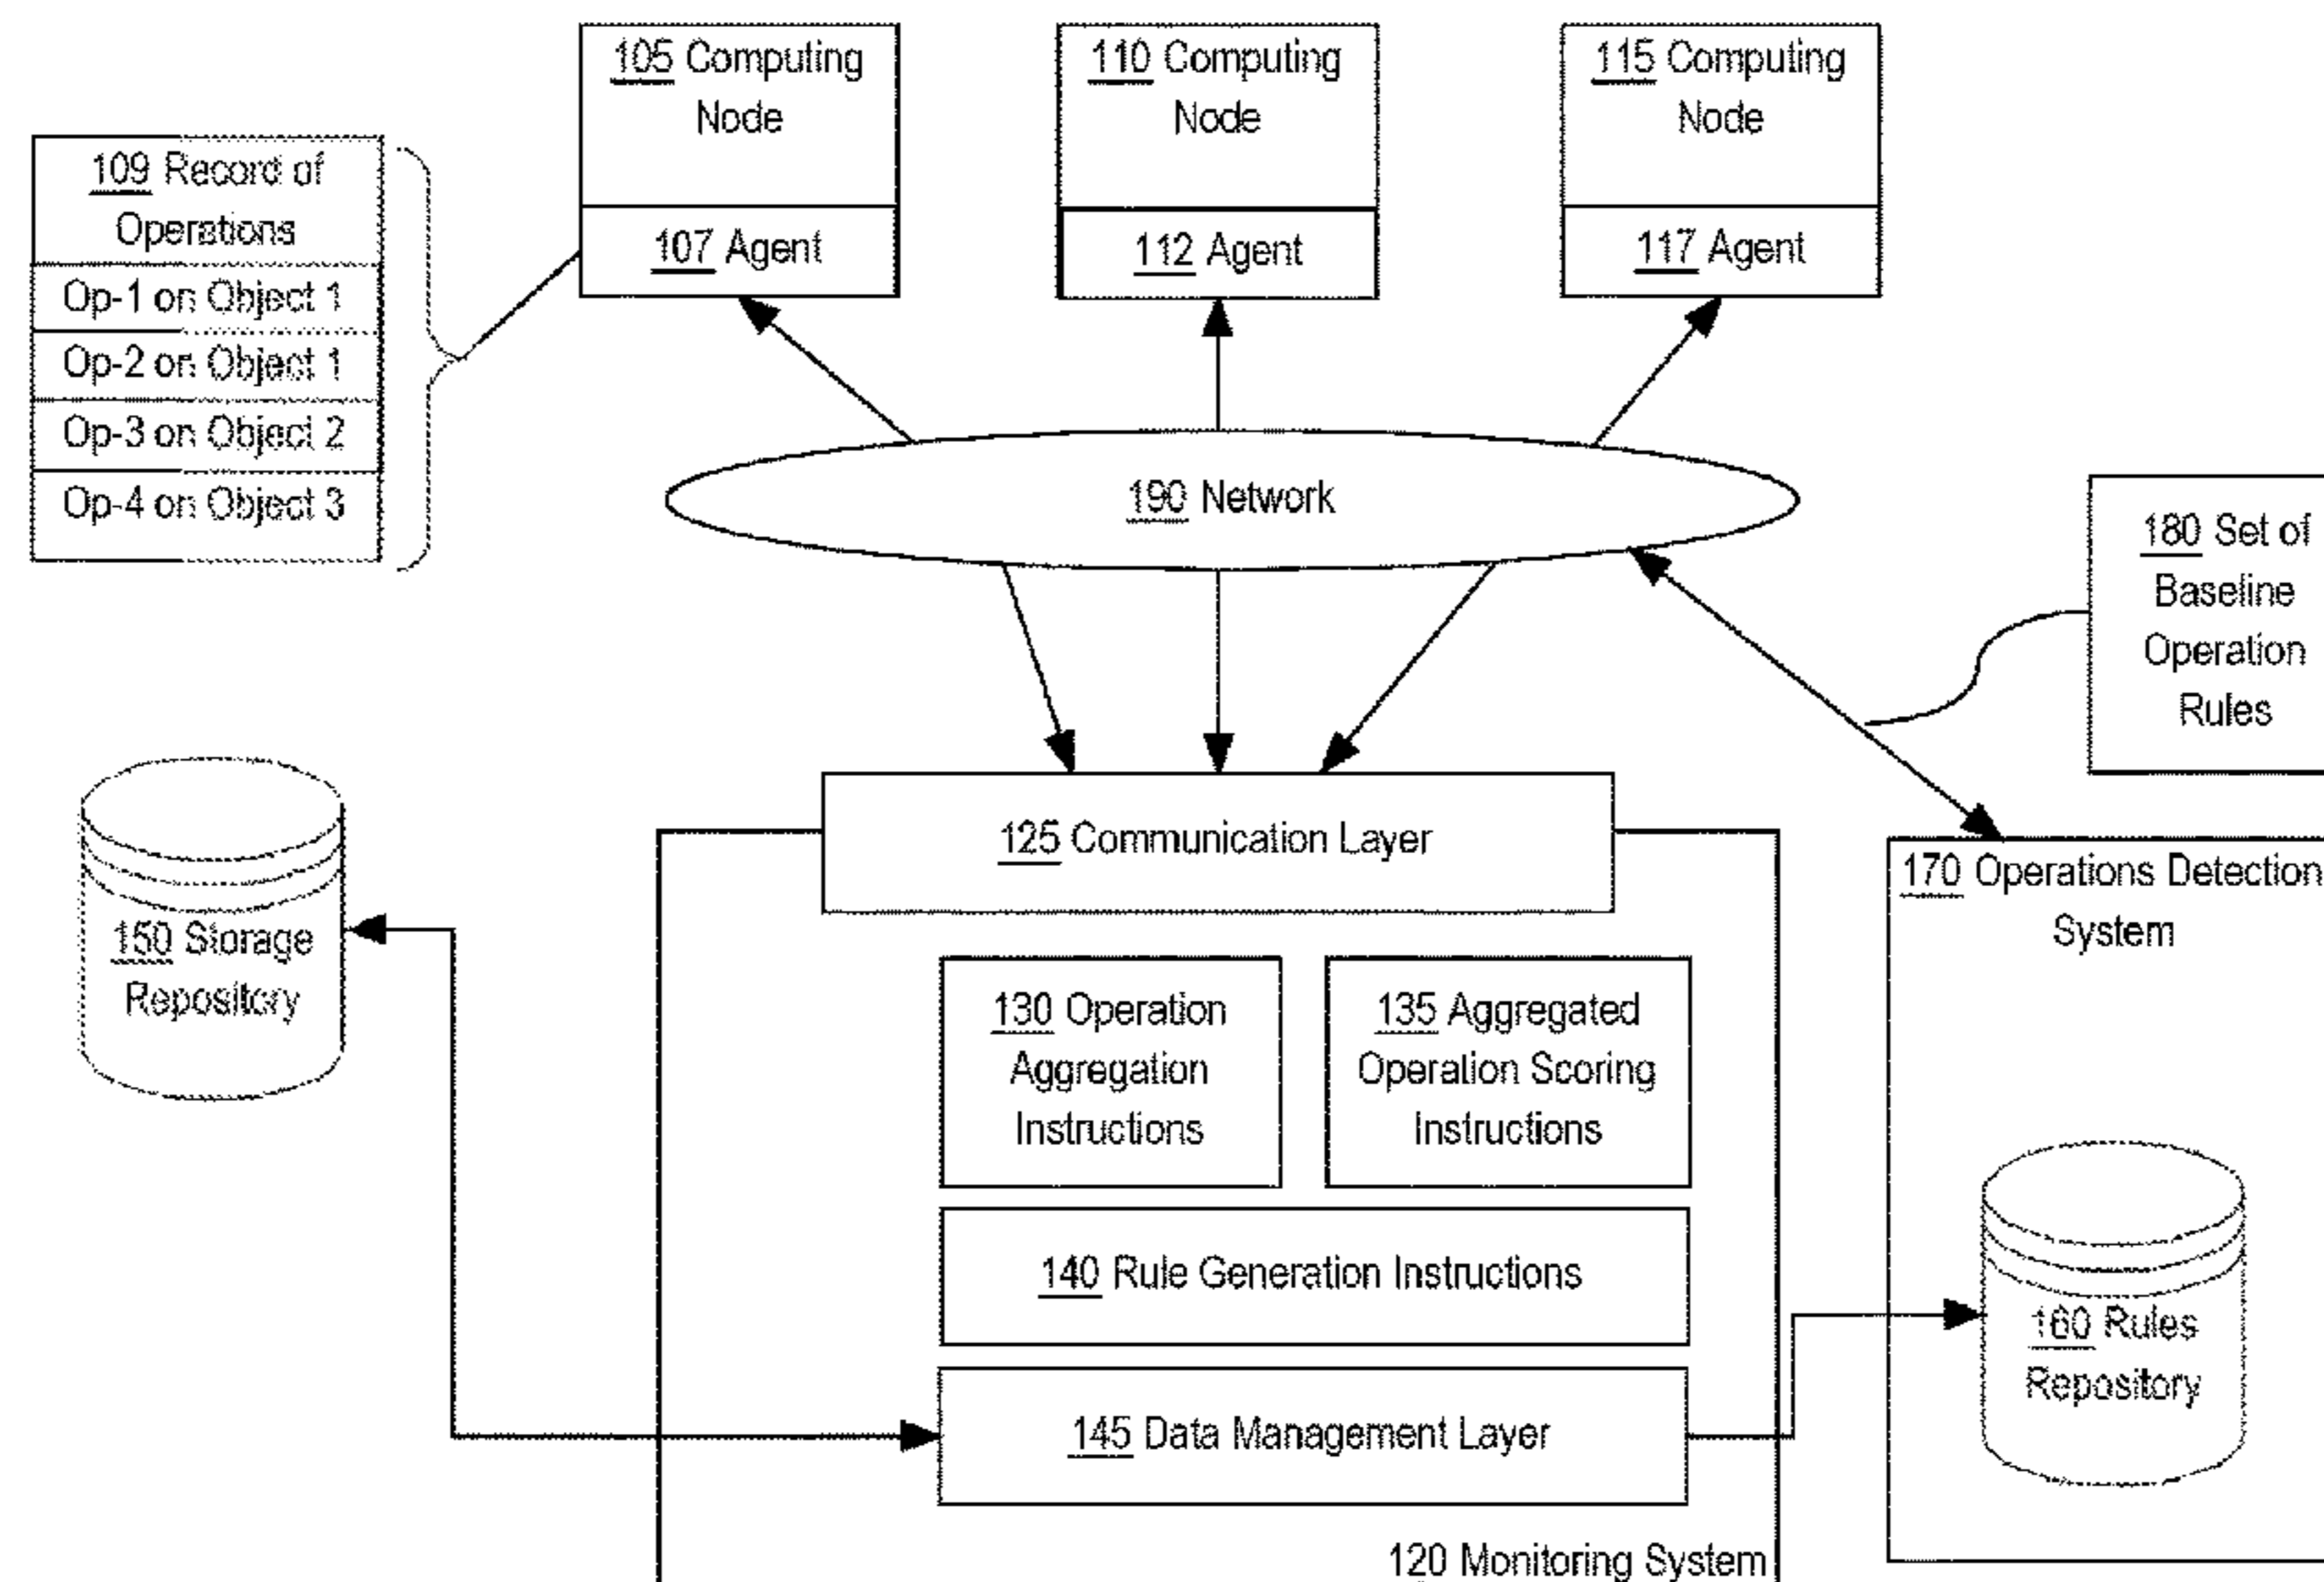 105 Computing
Node
107 Agent
110 Computing
Node
112 Agent
115 Computing
Node
117 Agent
109 Record of
Operations
Op-1 on Object 1
Op-2 on Object 1
Op-3 on Object 2
Op-4 on Object 3
190 Network
180 Set of
Baseline
Operation
Rules
125 Communication Layer
150 Storage
Repository
130 Operation
Aggregation
Instructions
135 Aggregated
Operation Scoring
Instructions
140 Rule Generation Instructions
145 Data Management Layer
120 Monitoring System
170 Operations Detection
System
160 Rules
Repository